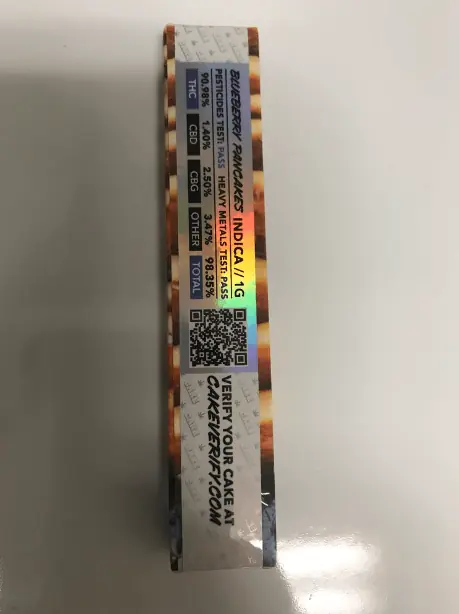 BLUEBERRY PANCAKES INDICA // 1G
PESTICIDES TEST: PASS HEAVY METALS TEST: PASS
90.98% 1.40% 2.50% 3.47% 98.35%
THC CBD CBG OTHER TOTAL
VERIFY YOUR CAKE AT
CAKEVERIFY.COM